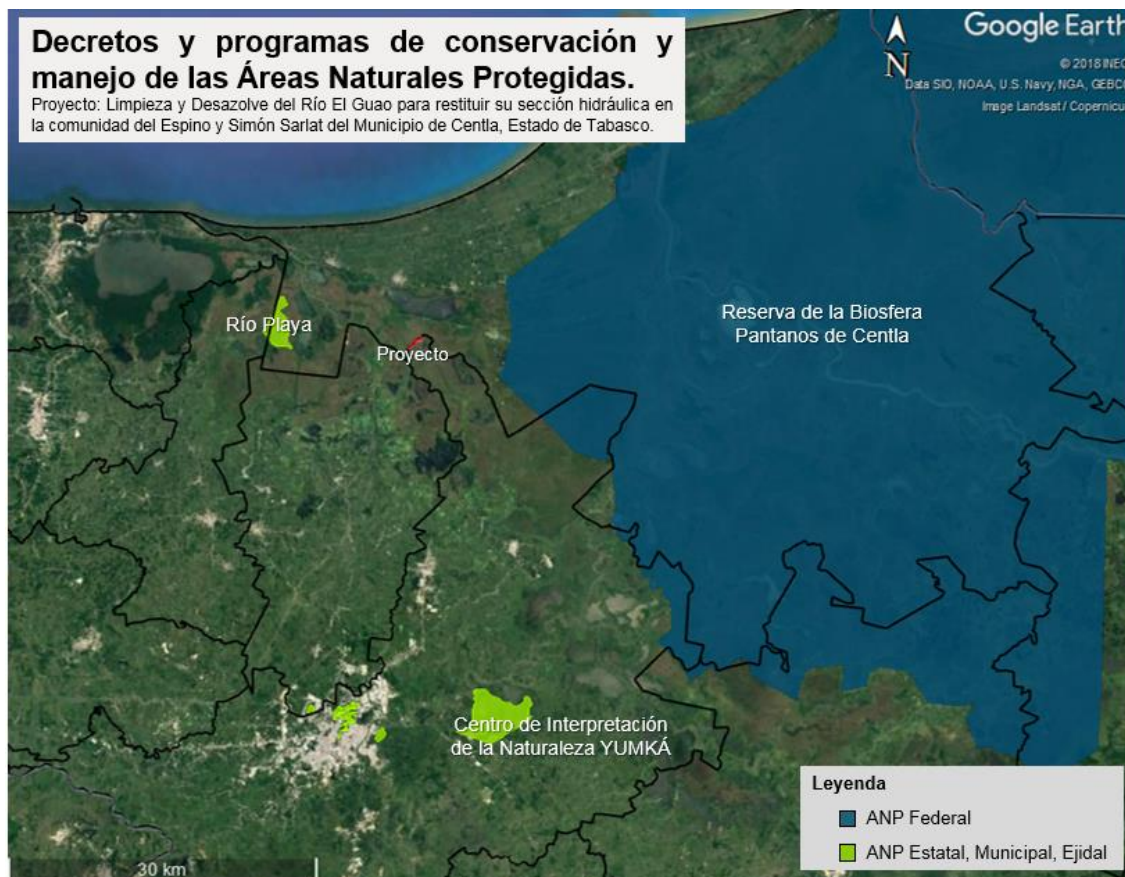 Decretos y programas de conservación y
manejo de las Áreas Naturales Protegidas.
Proyecto: Limpieza y Desazolve del Río El Guao para restituir su sección hidráulica en
la comunidad del Espino y Simón Sarlat del Municipio de Centla, Estado de Tabasco.
Google Earth
N
© 2018 INEG
Data SIO, NOAA, U.S. Navy, NGA, GEBCO
Image Landsat / Copernicus
Río Playa
Proyecto
Reserva de la Biosfera
Pantanos de Centla
Centro de Interpretación
de la Naturaleza YUMKÁ
Leyenda
ANP Federal
ANP Estatal, Municipal, Ejidal
30 km